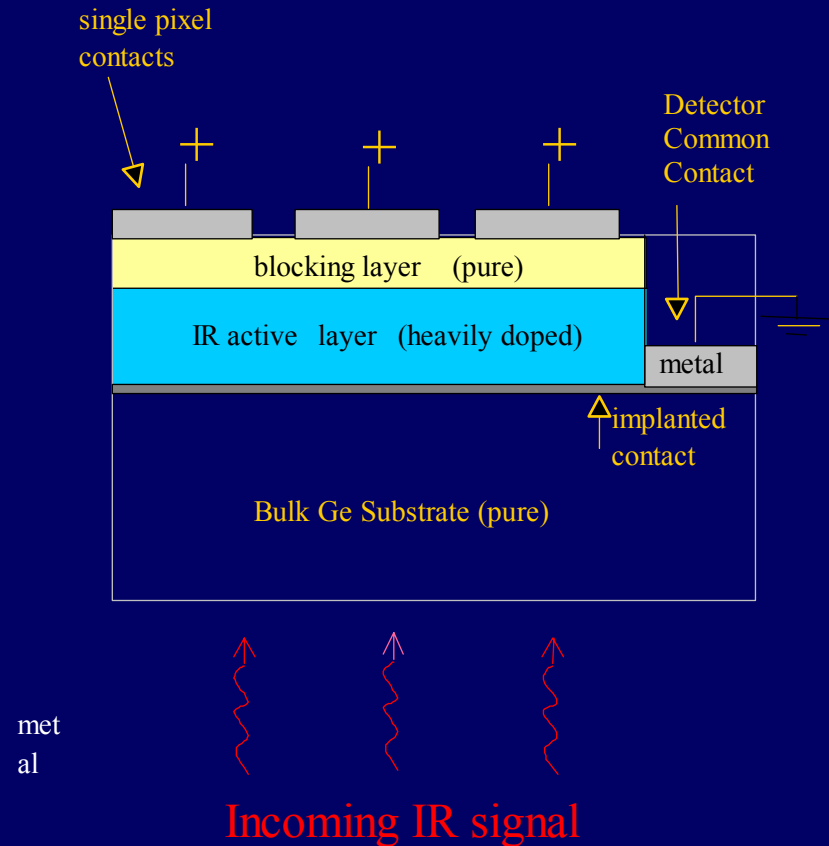 single pixel
contacts
+ + +
Detector
Common
Contact
blocking layer (pure)
IR active layer (heavily doped)
metal
implanted
contact
Bulk Ge Substrate (pure)
met
al
Incoming IR signal